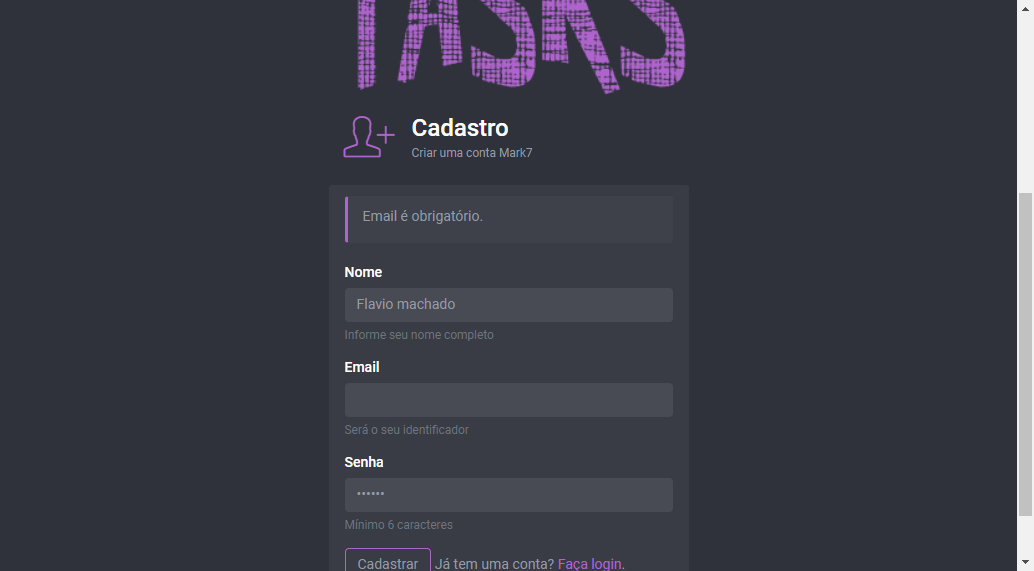 TASKS
Cadastro
Criar uma conta Mark7
Email é obrigatório.
Nome
Flavio machado
Informe seu nome completo
Email
Será o seu identificador
Senha
••••••
Mínimo 6 caracteres
Cadastrar Já tem uma conta? Faça login.